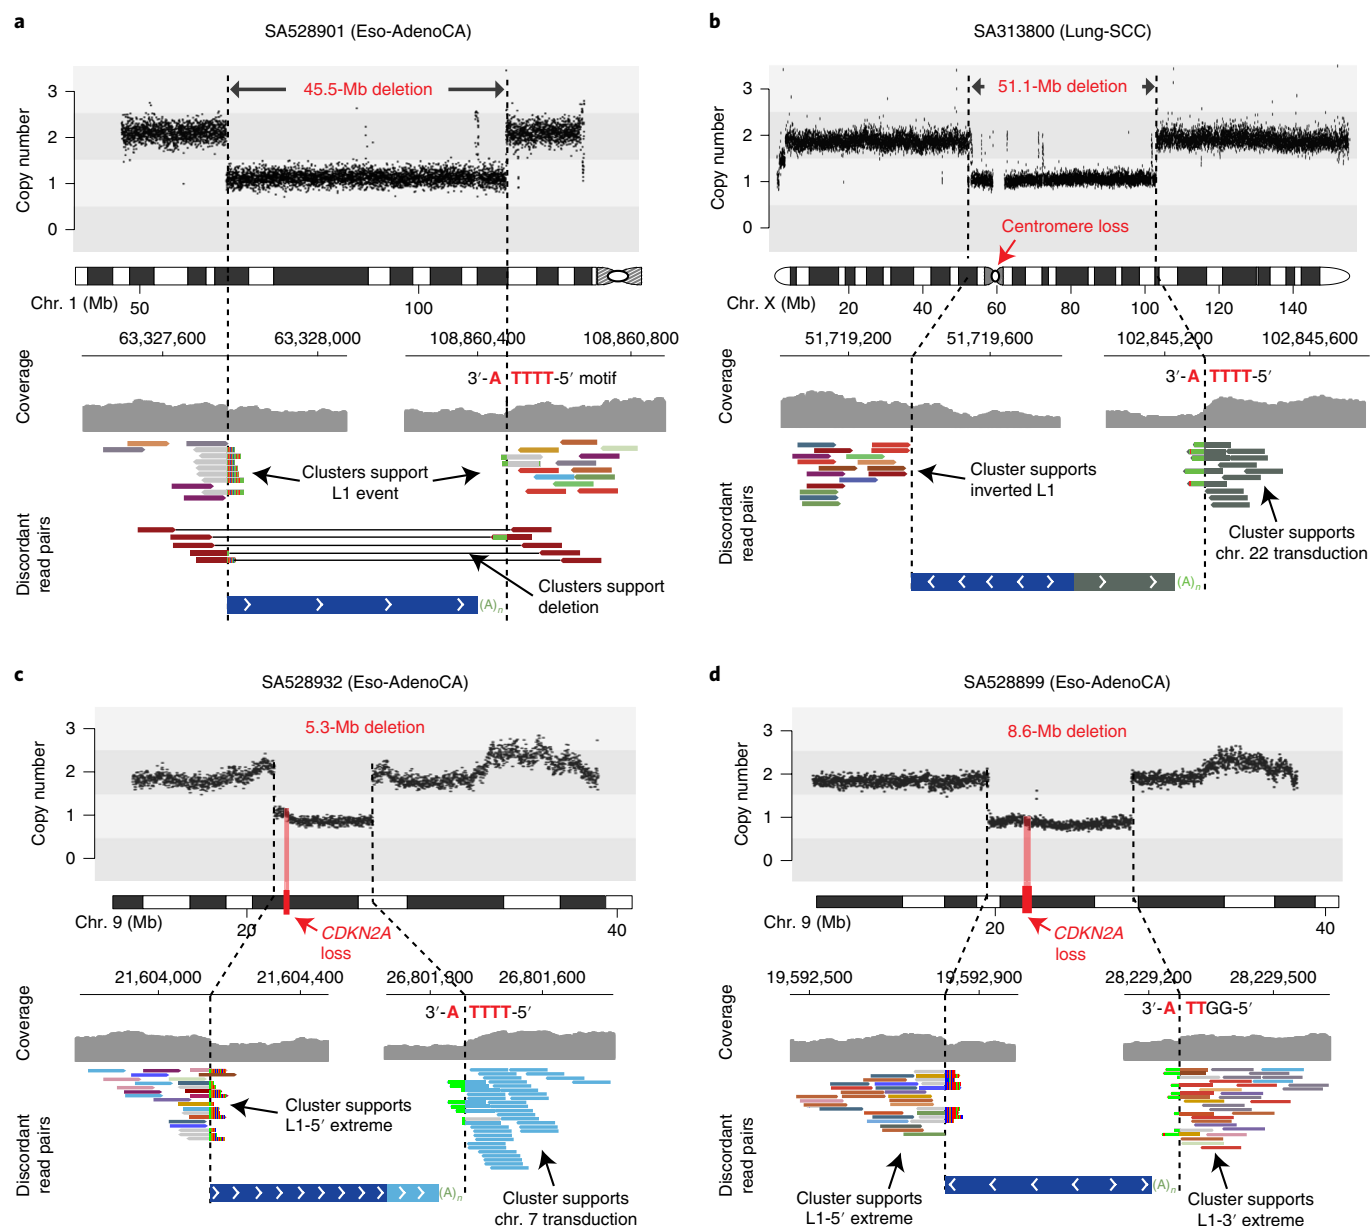 a
SA528901 (Eso-AdenoCA)
45.5-Mb deletion
Copy number
3
2
1
0
Chr. 1 (Mb)
50
100
63,327,600
63,328,000
108,860,400
108,860,800
3′-A TTTT-5′ motif
Coverage
Clusters support
L1 event
Discordant
read pairs
Clusters support
deletion
(A)n
b
SA313800 (Lung-SCC)
51.1-Mb deletion
Copy number
3
2
1
0
Centromere loss
Chr. X (Mb)
20
40
60
80
100
120
140
51,719,200
51,719,600
102,845,200
102,845,600
3′-A TTTT-5′
Coverage
Cluster supports
inverted L1
Discordant
read pairs
Cluster supports
chr. 22 transduction
(A)n
c
SA528932 (Eso-AdenoCA)
5.3-Mb deletion
Copy number
3
2
1
0
Chr. 9 (Mb)
20
40
CDKN2A
loss
21,604,000
21,604,400
26,801,300
26,801,600
3′-A TTTT-5′
Coverage
Cluster supports
L1-5′ extreme
Discordant
read pairs
(A)n
Cluster supports
chr. 7 transduction
d
SA528899 (Eso-AdenoCA)
8.6-Mb deletion
Copy number
3
2
1
0
Chr. 9 (Mb)
20
40
CDKN2A
loss
19,592,500
19,592,900
28,229,200
28,229,500
3′-A TTGG-5′
Coverage
Discordant
read pairs
(A)n
Cluster supports
L1-5′ extreme
Cluster supports
L1-3′ extreme